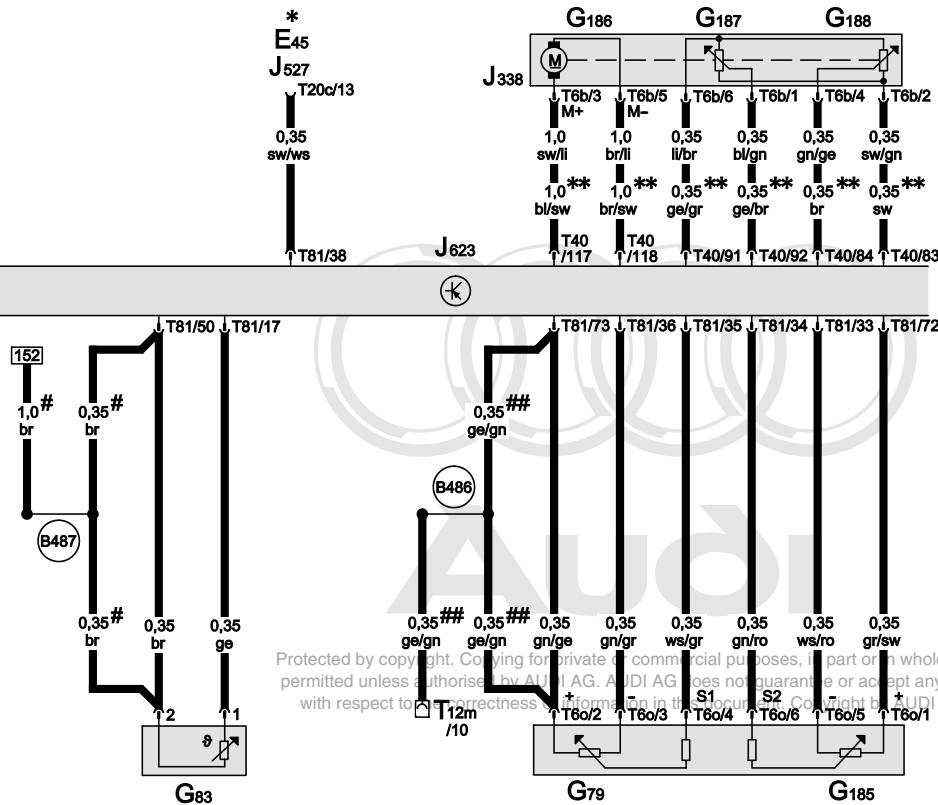 *
E45
J527
T20c/13
0,35
sw/ws
T81/38
G186 G187 G188
M
J338
T6b/3 T6b/5 T6b/6 T6b/1 T6b/4 T6b/2
M+ M–
1,0 1,0 0,35 0,35 0,35 0,35
sw/li br/li li/br bl/gn gn/ge sw/gn
1,0** 1,0** 0,35** 0,35** 0,35** 0,35**
bl/sw br/sw ge/gr ge/br br sw
T40 T40
/117 /118 T40/91 T40/92 T40/84 T40/83
J623
T81/50 T81/17 T81/73 T81/36 T81/35 T81/34 T81/33 T81/72
152
1,0# 0,35# 0,35##
br br ge/gn
B486
B487
Audi
0,35# 0,35 0,35 0,35## 0,35## 0,35 0,35 0,35 0,35 0,35 0,35
br br ge ge/gn ge/gn gn/ge gn/gr ws/gr gn/ro ws/ro gr/sw
Protected by copyright. Copying for private or commercial purposes, in part or in whole
permitted unless authorised by AUDI AG. AUDI AG does not guarantee or accept any
with respect to the correctness of information in this document. Copyright by AUDI
+ – S1 S2 – +
2 1 T12m T6o/2 T6o/3 T6o/4 T6o/6 T6o/5 T6o/1
/10
ϑ
G83 G79 G185